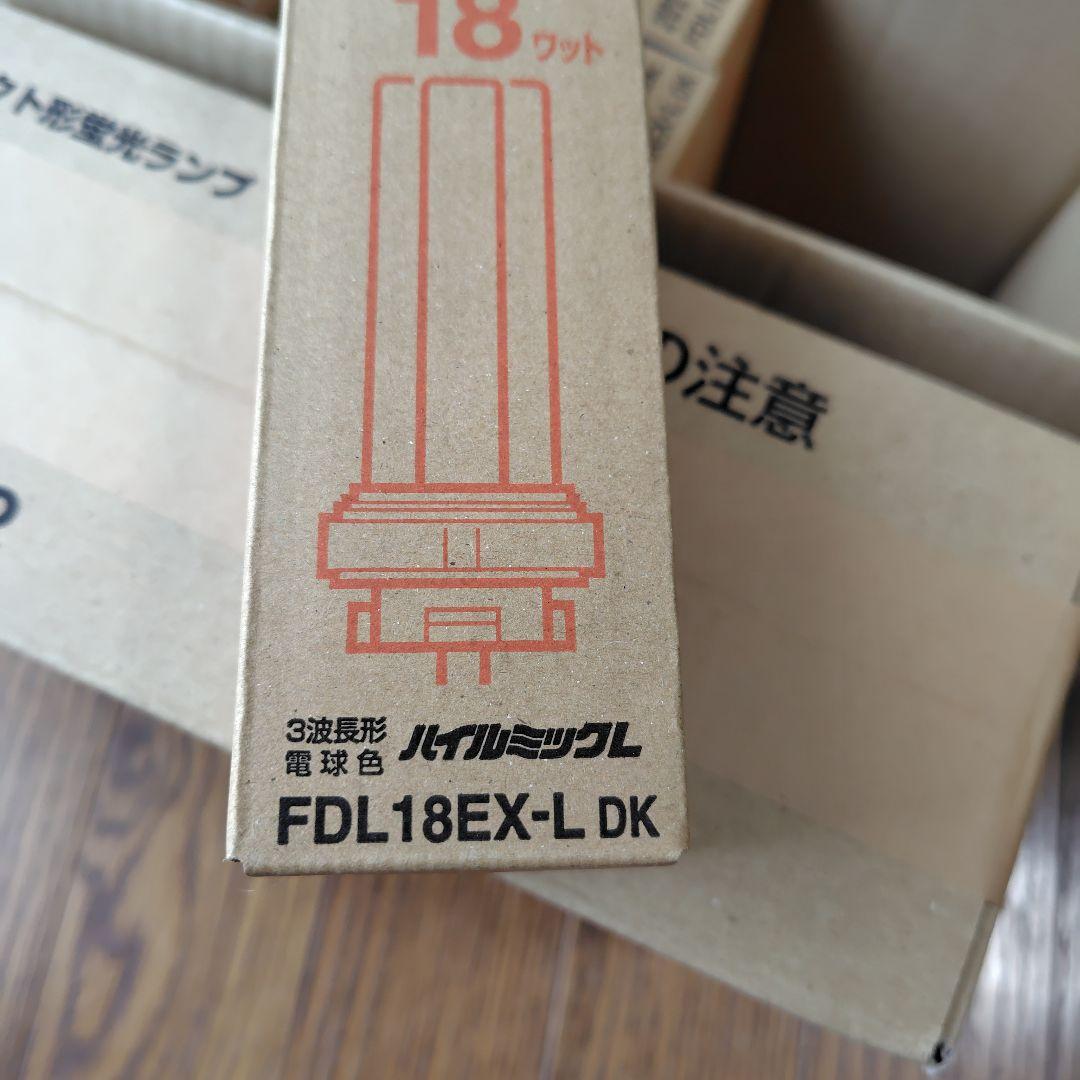 18ワット
クト形蛍光ランプ
の注意
3波長形
電球色
ハイルミックL
FDL18EX-L DK